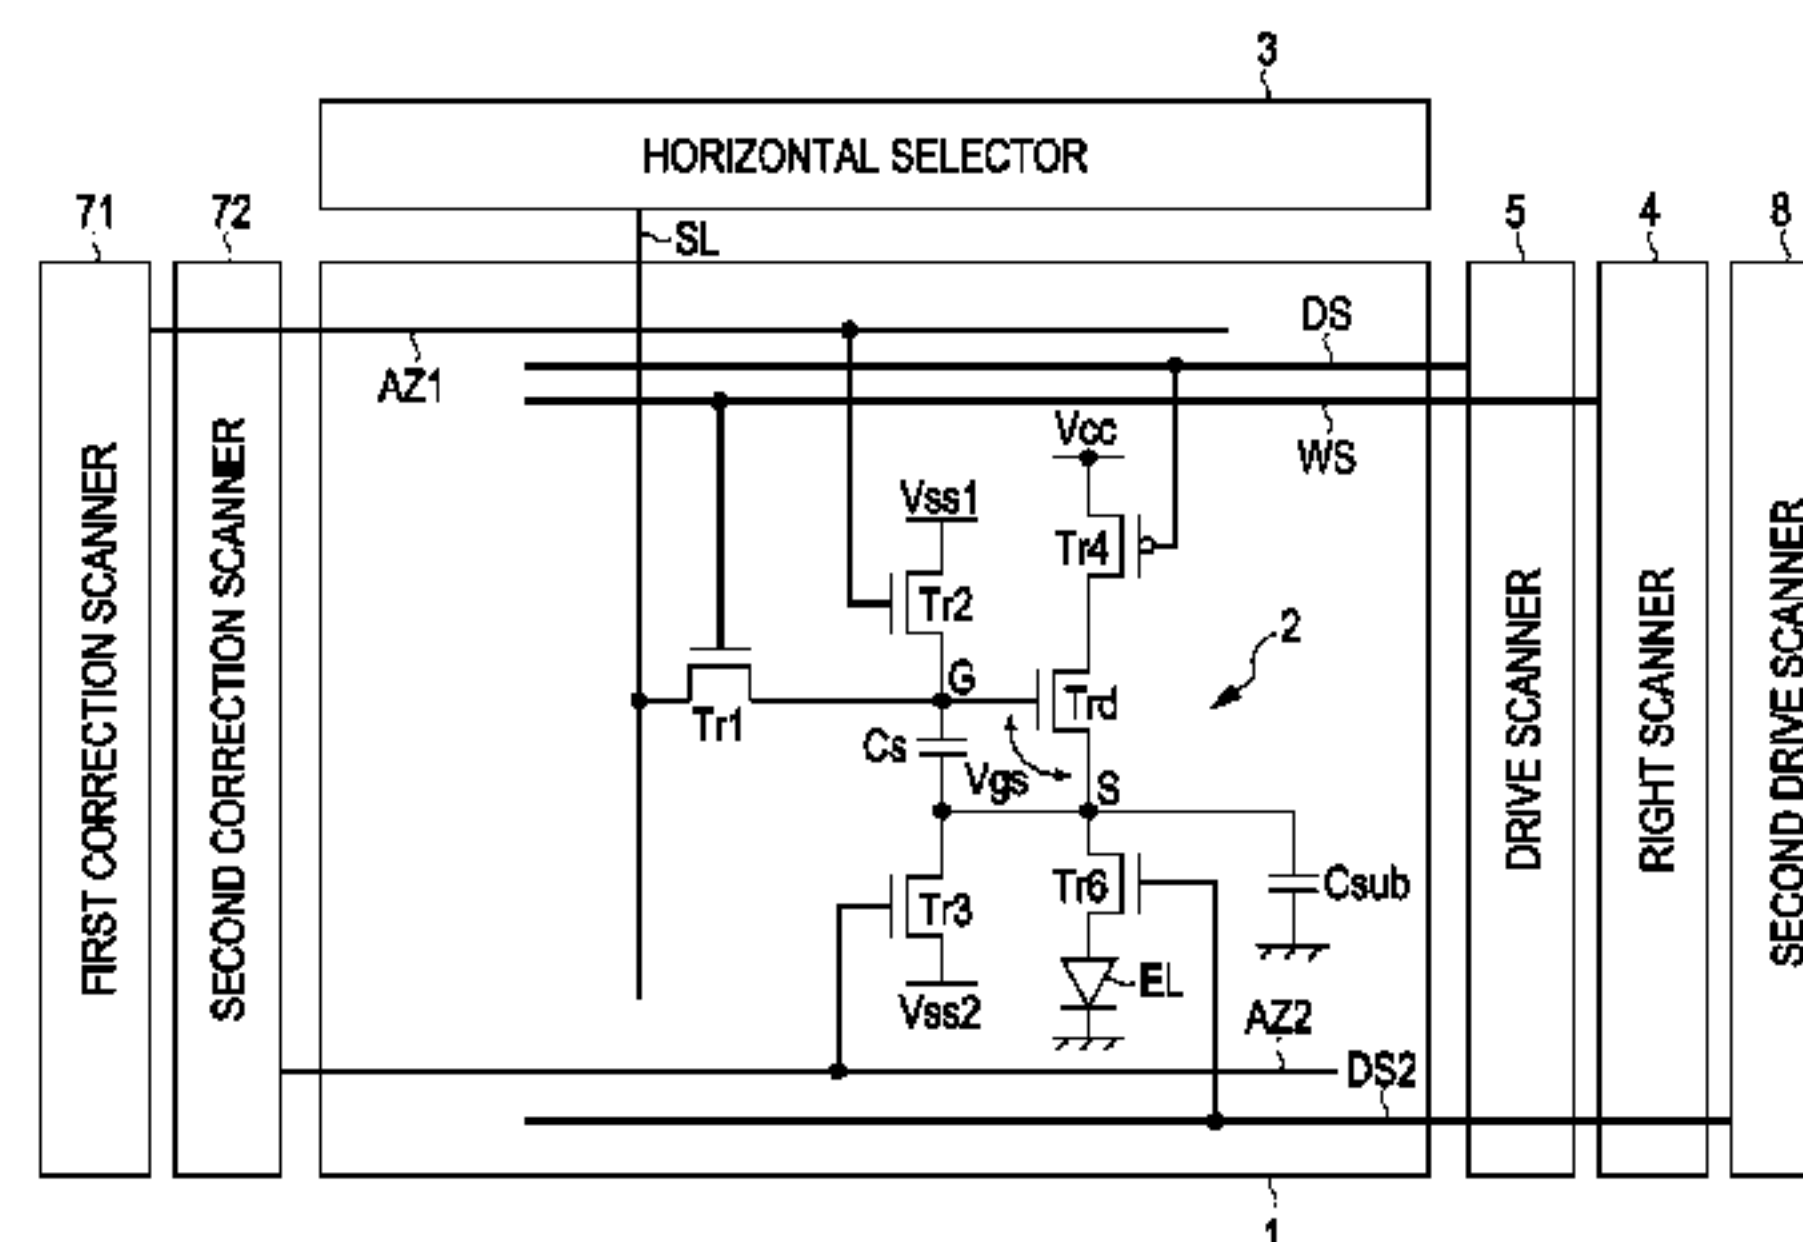 3
HORIZONTAL SELECTOR
71
72
SL
5
4
8
DS
AZ1
WS
Vcc
Vss1
Tr4
Tr2
2
G
Trd
Tr1
Cs
Vgs
S
Tr6
Csub
Tr3
EL
Vss2
AZ2
DS2
FIRST CORRECTION SCANNER
SECOND CORRECTION SCANNER
DRIVE SCANNER
RIGHT SCANNER
SECOND DRIVE SCANNER
1